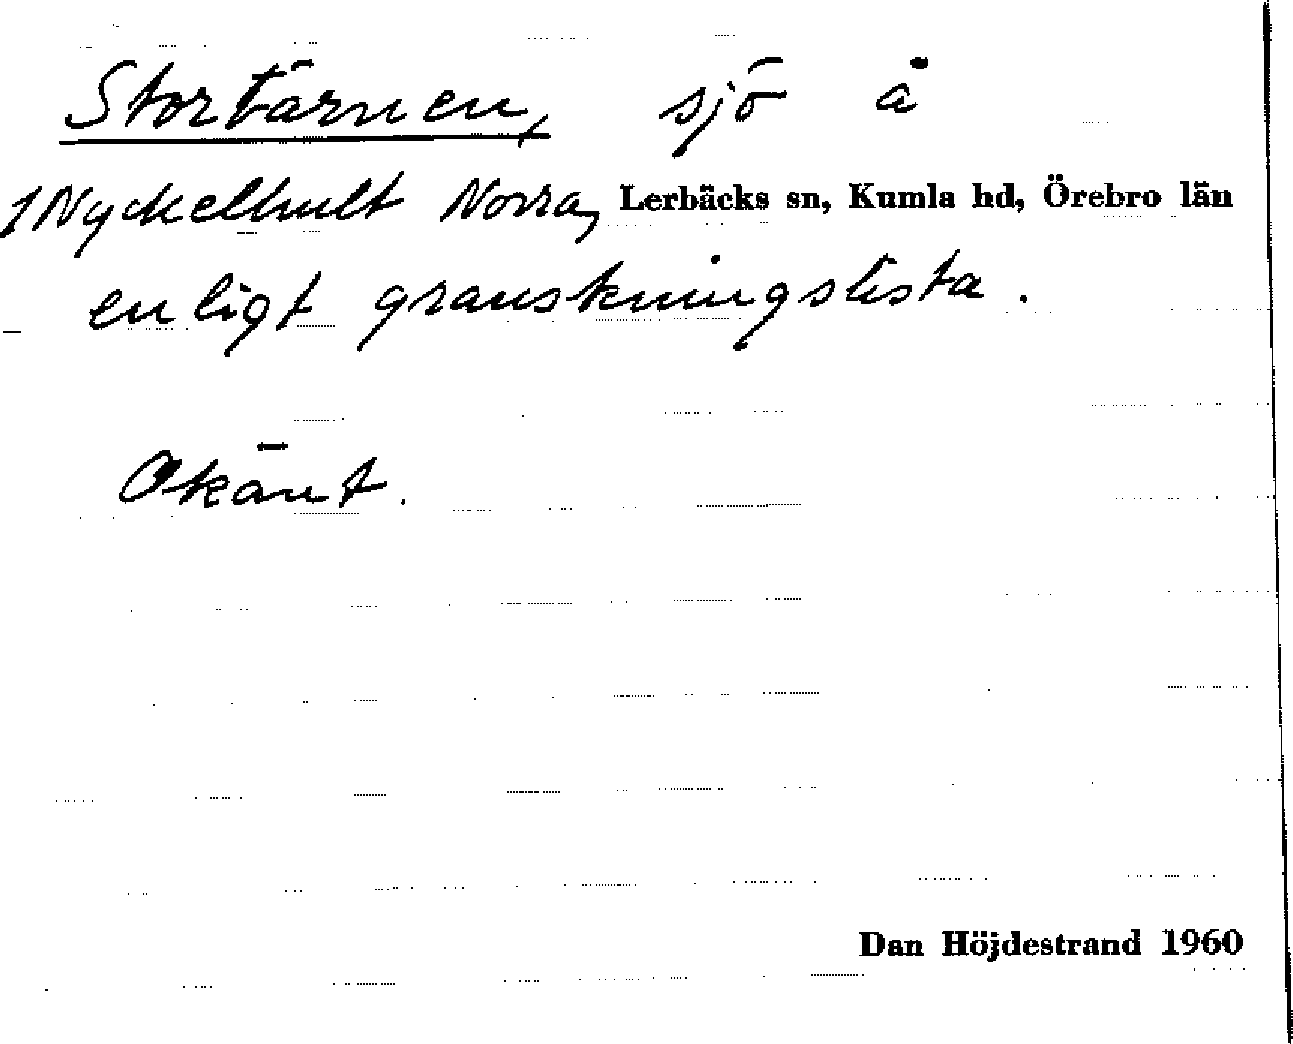 Stortärnen, sjö å
1 Nyckelhult Norra, Lerbäcks sn, Kumla hd, Örebro län
enligt granskningslista.
Okänt.
Dan Höjdestrand 1960